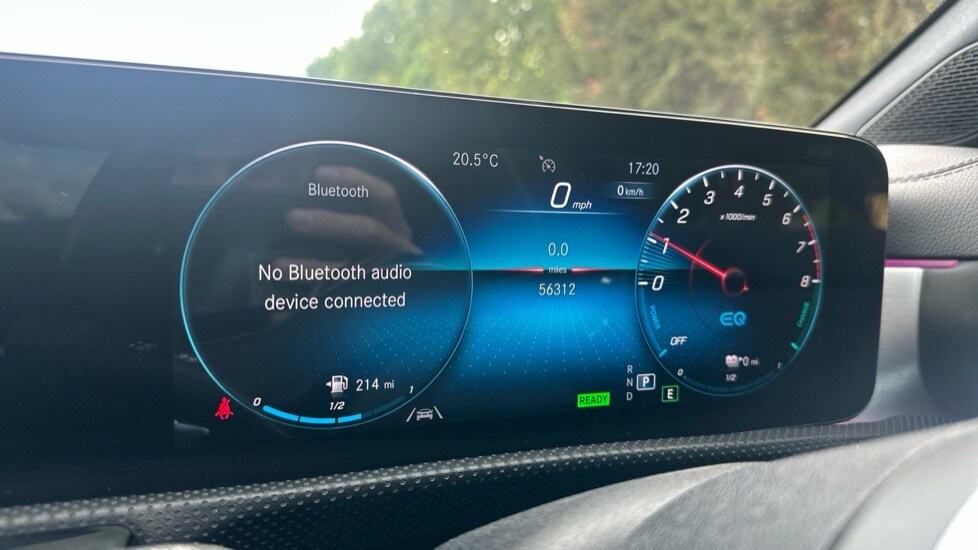 Bluetooth
No Bluetooth audio
device connected
214 mi
0 1/2 1
20.5°C
17:20
0 mph
0 km/h
0.0
miles
56312
READY
R
N P
D
E
0 1 2 3 4 5 6 7 8
x1000/min
EQ
POWER
OFF
CHARGE
0 mi
0 1/2 1